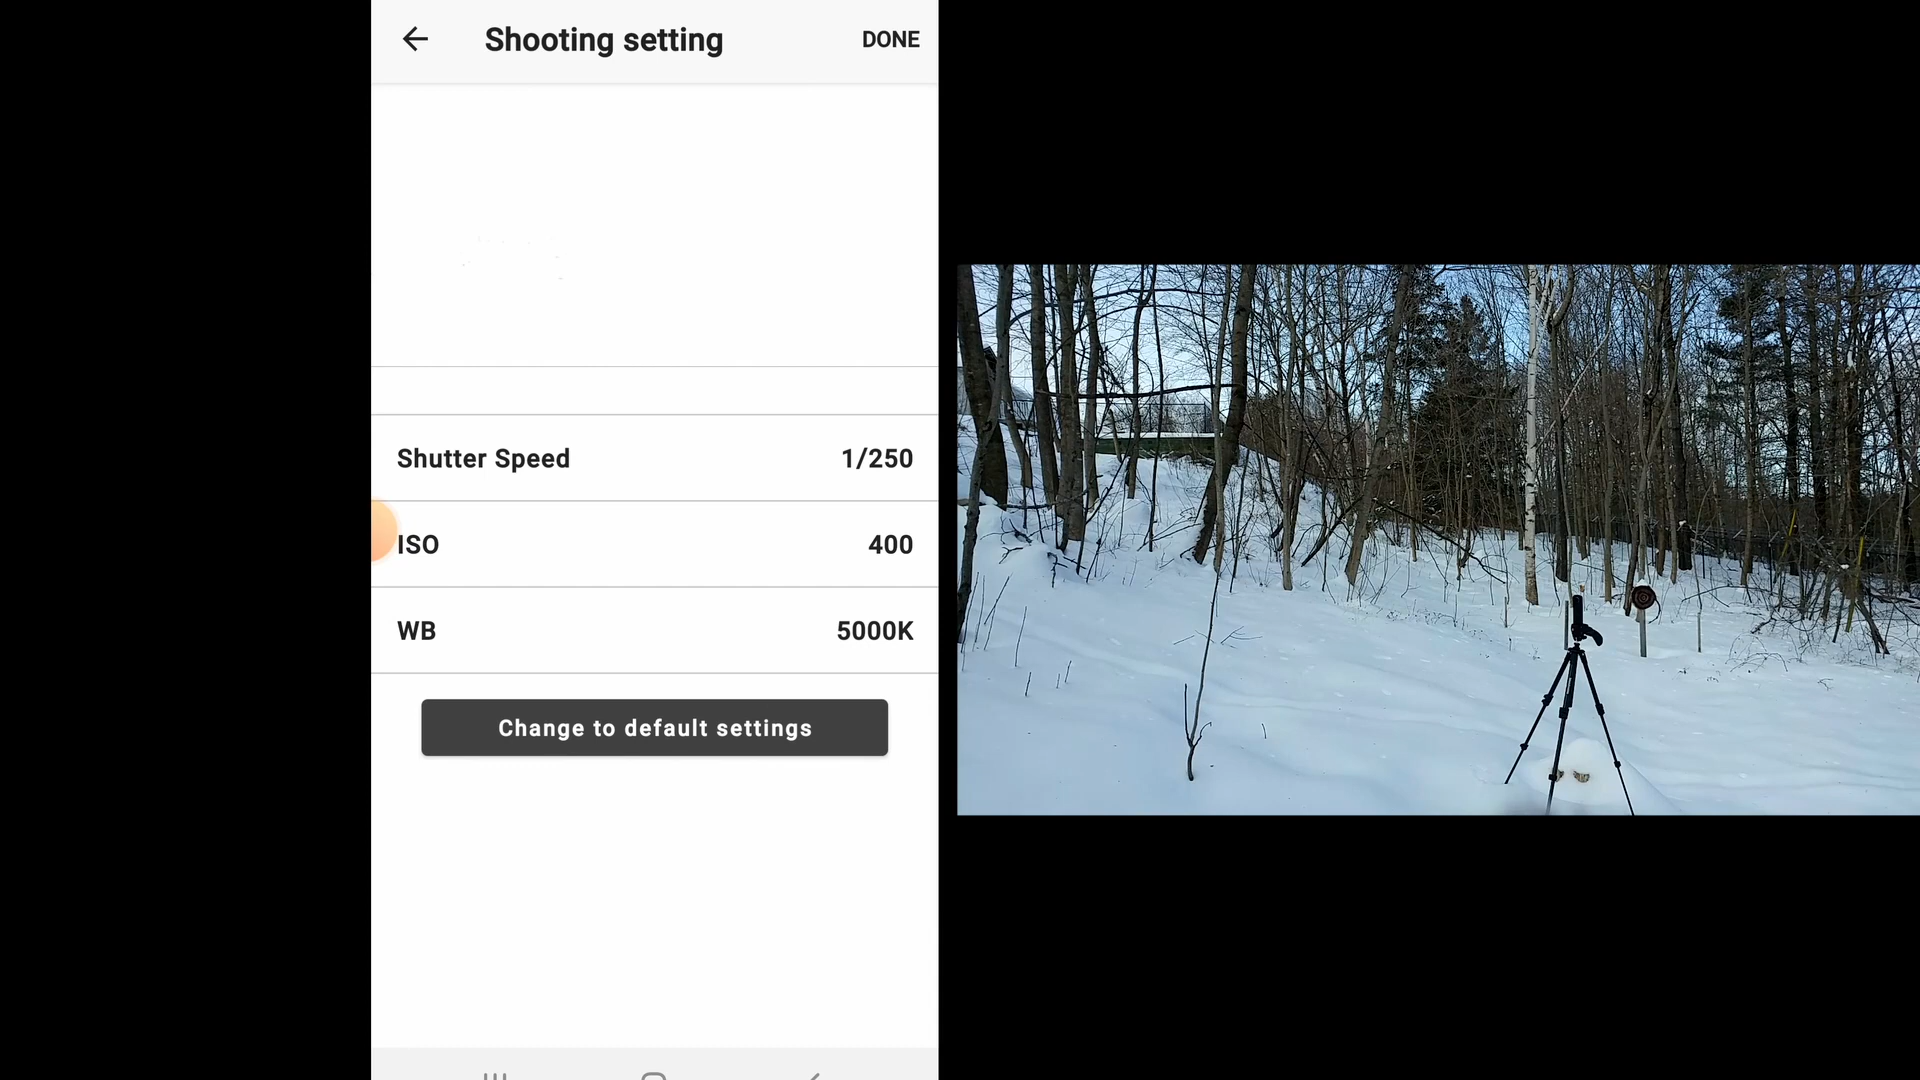 Shooting setting
DONE
Shutter Speed 1/250
ISO 400
WB 5000K
Change to default settings